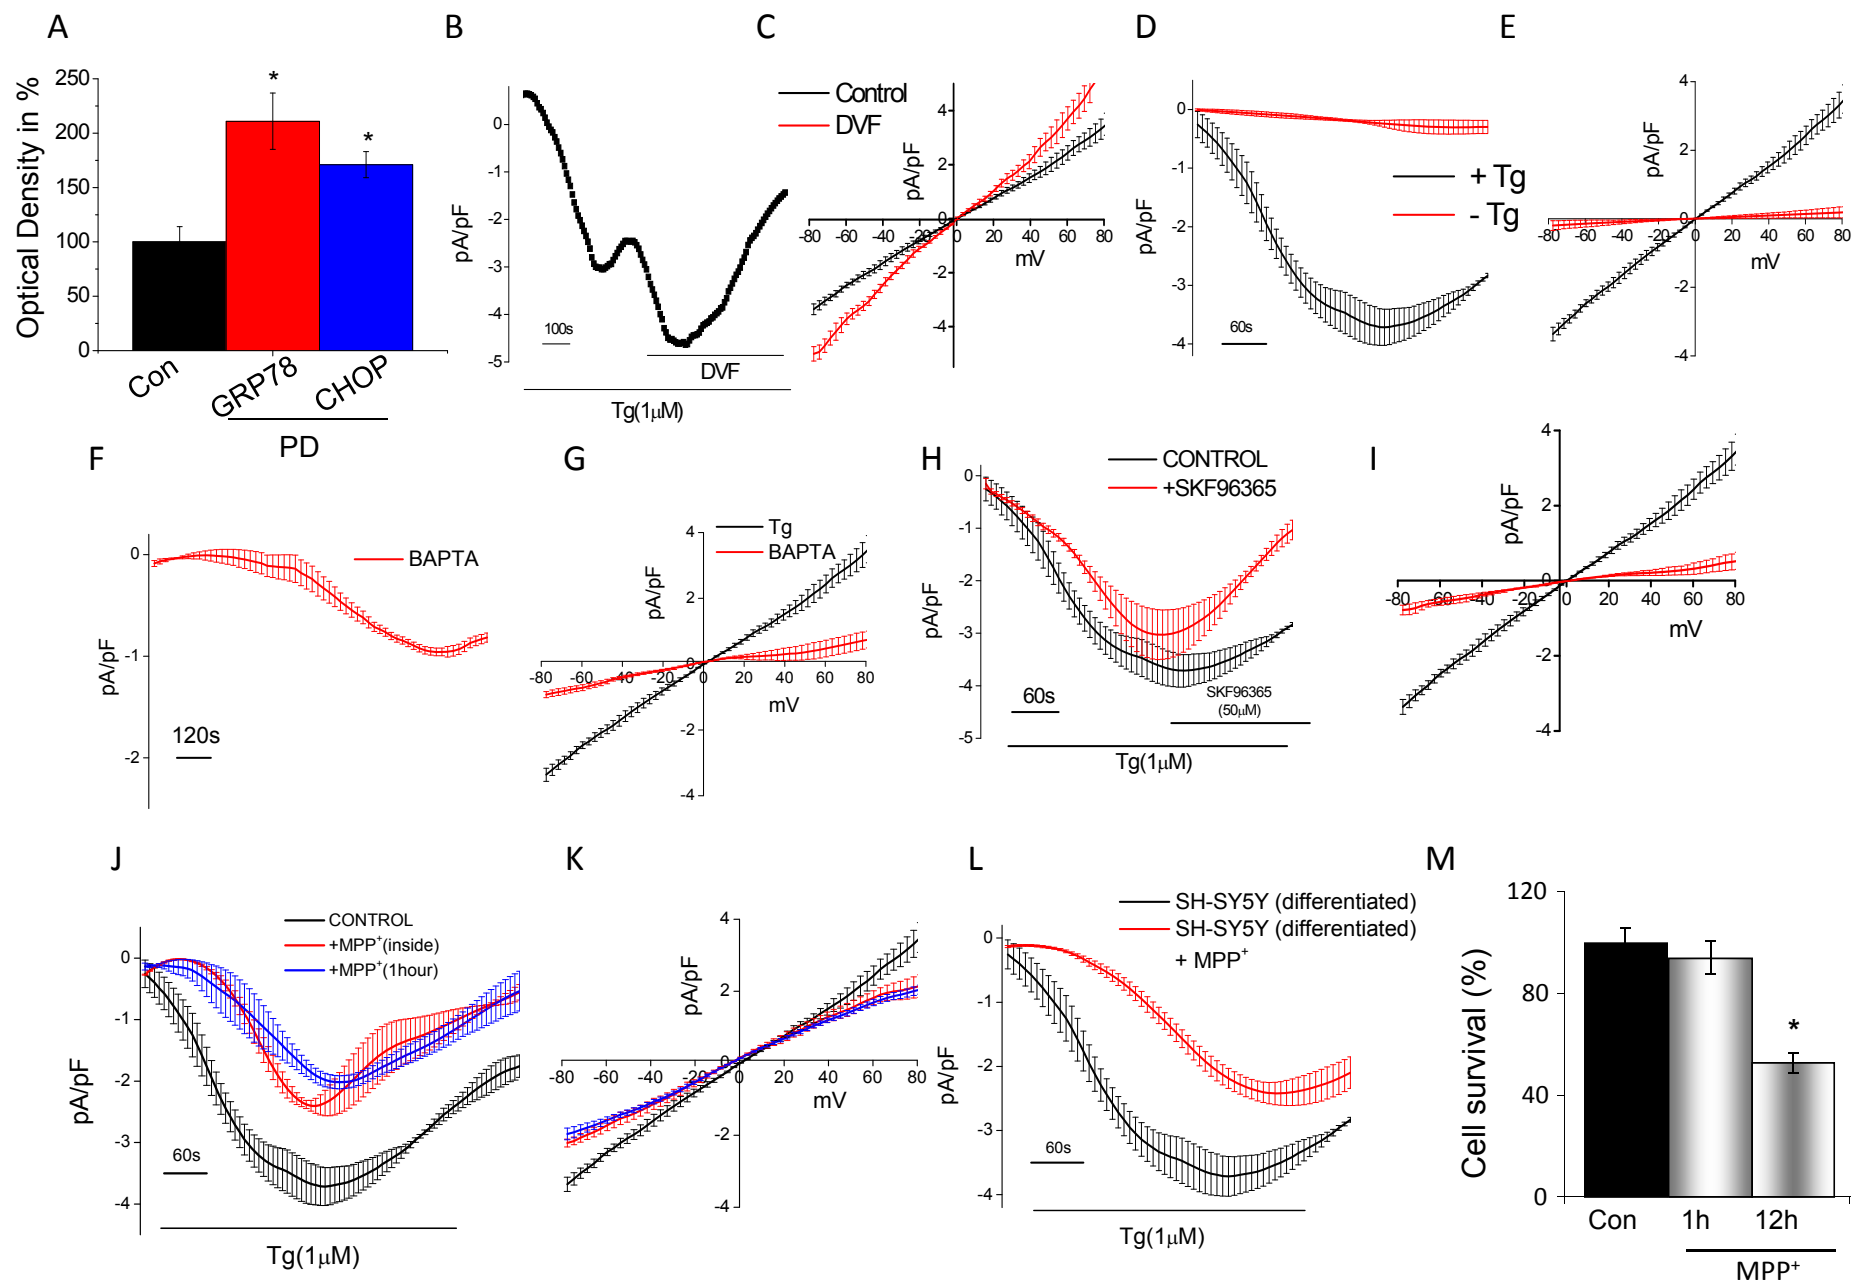 A
Optical Density in %
250
200
150
100
50
0
*
*
Con
GRP78
CHOP
PD
B
pA/pF
0
-1
-2
-3
-4
-5
100s
DVF
Tg(1μM)
C
Control
DVF
pA/pF
4
2
0
-2
-4
-80 -60 -40 -20 0 20 40 60 80
mV
D
pA/pF
0
-1
-2
-3
-4
+ Tg
- Tg
60s
E
pA/pF
4
2
0
-2
-4
-80 -60 -40 -20 0 20 40 60 80
mV
F
pA/pF
0
-1
-2
BAPTA
120s
G
Tg
BAPTA
pA/pF
4
2
0
-2
-4
-80 -60 -40 -20 0 20 40 60 80
mV
H
CONTROL
+SKF96365
pA/pF
0
-1
-2
-3
-4
-5
60s
SKF96365
(50μM)
Tg(1μM)
I
pA/pF
4
2
0
-2
-4
-80 -60 -40 -20 0 20 40 60 80
mV
J
CONTROL
+MPP⁺(inside)
+MPP⁺(1hour)
pA/pF
0
-1
-2
-3
-4
60s
Tg(1μM)
K
pA/pF
4
2
0
-2
-4
-80 -60 -40 -20 0 20 40 60 80
mV
L
SH-SY5Y (differentiated)
SH-SY5Y (differentiated)
+ MPP⁺
pA/pF
0
-1
-2
-3
-4
60s
Tg(1μM)
M
Cell survival (%)
120
80
40
0
*
Con
1h
12h
MPP⁺